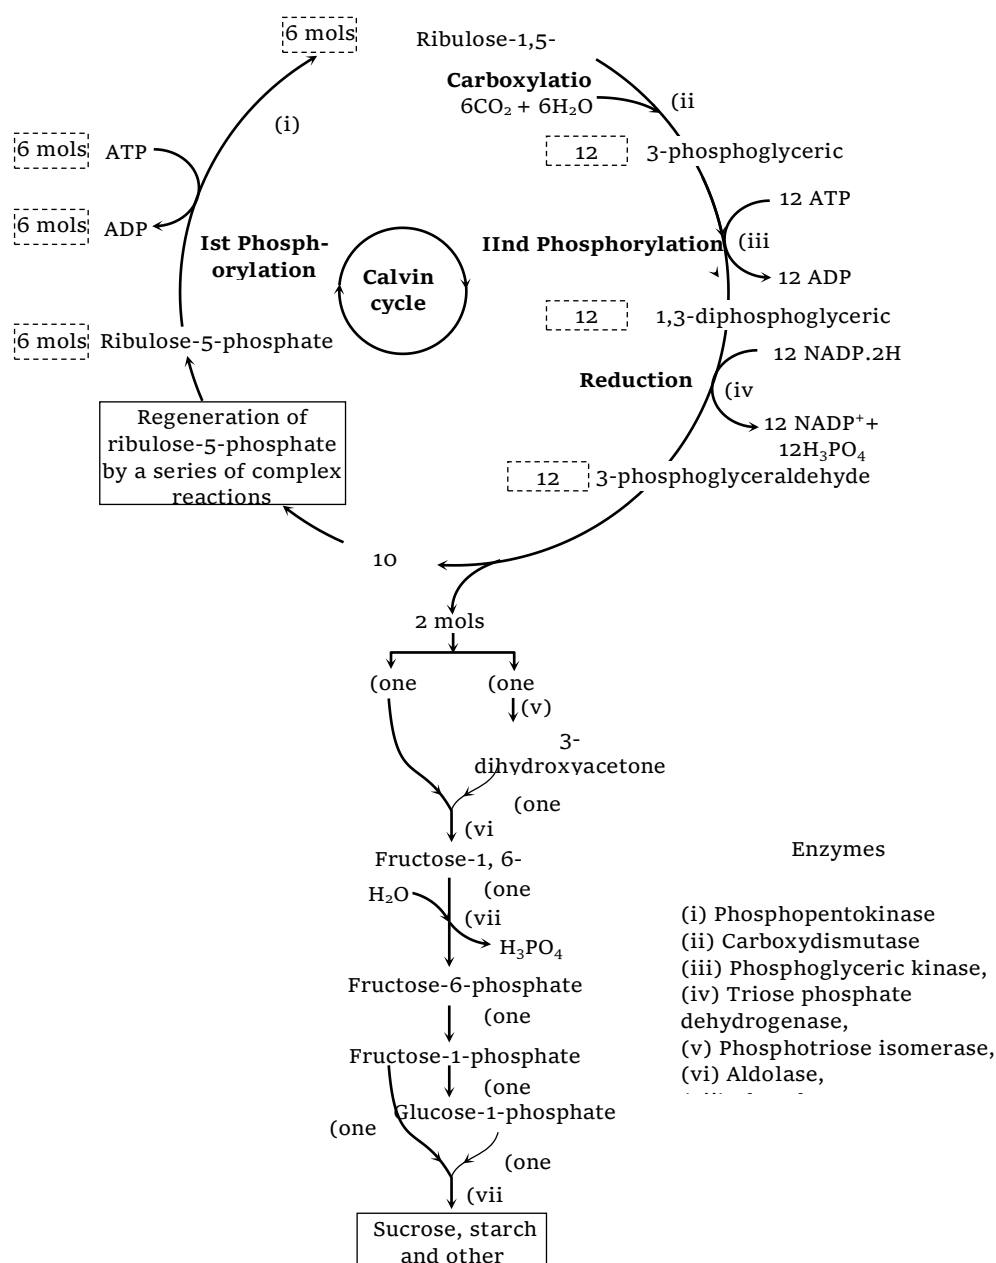 6 mols
Ribulose-1,5-
Carboxylatio
6CO₂ + 6H₂O
(ii
(i)
12
3-phosphoglyceric
6 mols
ATP
12 ATP
6 mols
ADP
Ist Phosph-
orylation
IInd Phosphorylation
(iii
Calvin
cycle
12 ADP
12
1,3-diphosphoglyceric
6 mols
Ribulose-5-phosphate
12 NADP.2H
Reduction
(iv
12 NADP⁺+
12H₃PO₄
Regeneration of
ribulose-5-phosphate
by a series of complex
reactions
12
3-phosphoglyceraldehyde
10
2 mols
(one
(one
(v)
3-
dihydroxyacetone
(one
(vi
Fructose-1, 6-
(one
H₂O
(vii
H₃PO₄
Fructose-6-phosphate
(one
Fructose-1-phosphate
(one
Glucose-1-phosphate
(one
(one
(vii
Sucrose, starch
and other
Enzymes
(i) Phosphopentokinase
(ii) Carboxydismutase
(iii) Phosphoglyceric kinase,
(iv) Triose phosphate
dehydrogenase,
(v) Phosphotriose isomerase,
(vi) Aldolase,